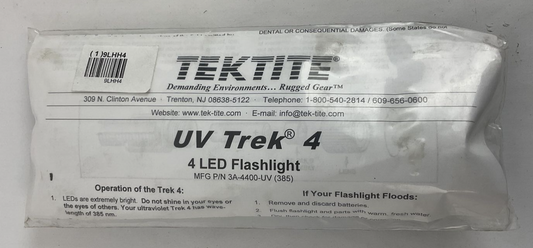 DENTAL OR CONSEQUENTIAL DAMAGES. (Some States do not
(1)9LHH4
9LHH4
TEKTITE®
Demanding Environments... Rugged Gear™
309 N. Clinton Avenue · Trenton, NJ 08638-5122 · Telephone: 1-800-540-2814 / 609-656-0600
Website: www.tek-tite.com · E-mail: info@tek-tite.com
UV Trek® 4
4 LED Flashlight
MFG P/N 3A-4400-UV (385)
Operation of the Trek 4:
1. LEDs are extremely bright. Do not shine in your eyes or
the eyes of others. Your ultraviolet Trek 4 has wave-
length of 385 nm.
If Your Flashlight Floods:
1. Remove and discard batteries.
2. Flush flashlight and parts with warm, fresh water